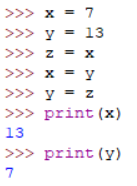 >>> x = 7
>>> y = 13
>>> z = x
>>> x = y
>>> y = z
>>> print(x)
13
>>> print(y)
7